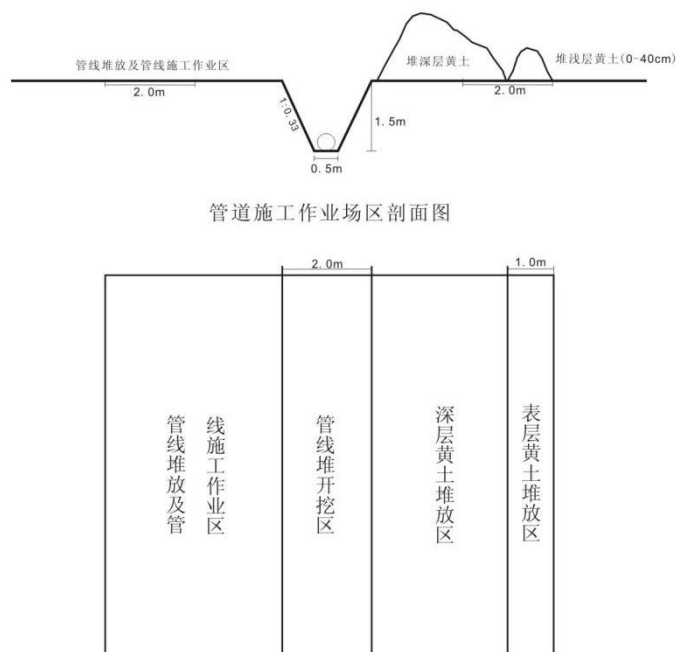 管线堆放及管线施工作业区
堆深层黄土
堆浅层黄土(0-40cm)
2.0m
2.0m
1:0.33
1.5m
0.5m
管道施工作业场区剖面图
2.0m
1.0m
管线堆放及管
线施工作业区
管线堆开挖区
深层黄土堆放区
表层黄土堆放区